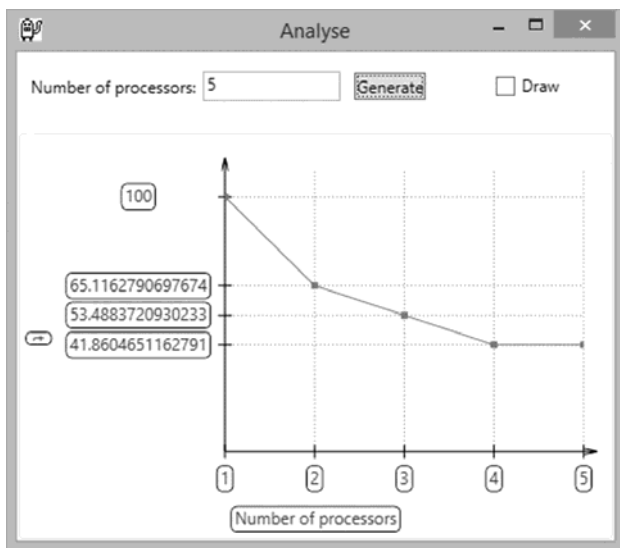 Analyse
Number of processors: 5 Generate Draw
100
65.1162790697674
53.4883720930233
41.8604651162791
1 2 3 4 5
Number of processors